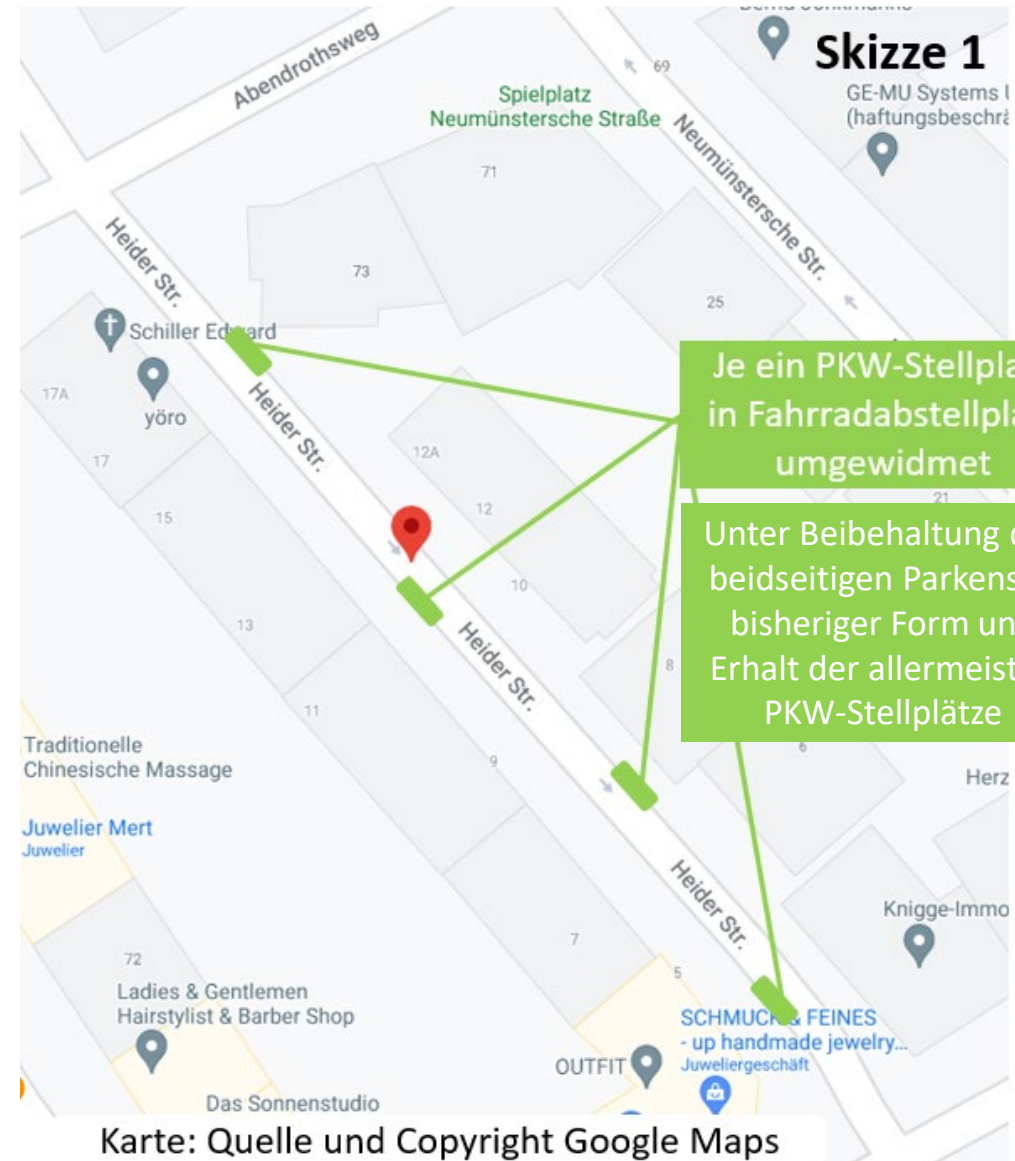 Skizze 1
Abendrothsweg
69
GE-MU Systems
(haftungsbeschrä
Spielplatz
Neumünstersche Straße
Neumünstersche Str.
71
Heider Str.
73
25
Schiller Edward
17A
yöro
Heider Str.
Je ein PKW-Stellpla
in Fahrradabstellpla
umgewidmet
12A
17
12
21
15
Unter Beibehaltung
beidseitigen Parkens
bisheriger Form un
Erhalt der allermeist
PKW-Stellplätze
10
13
Heider Str.
8
11
6
9
Traditionelle
Chinesische Massage
Herz
Juwelier Mert
Juwelier
Heider Str.
Knigge-Immo
7
72
5
Ladies & Gentlemen
Hairstylist & Barber Shop
SCHMUCK & FEINES
- up handmade jewelry...
Juweliergeschäft
OUTFIT
Das Sonnenstudio
Karte: Quelle und Copyright Google Maps